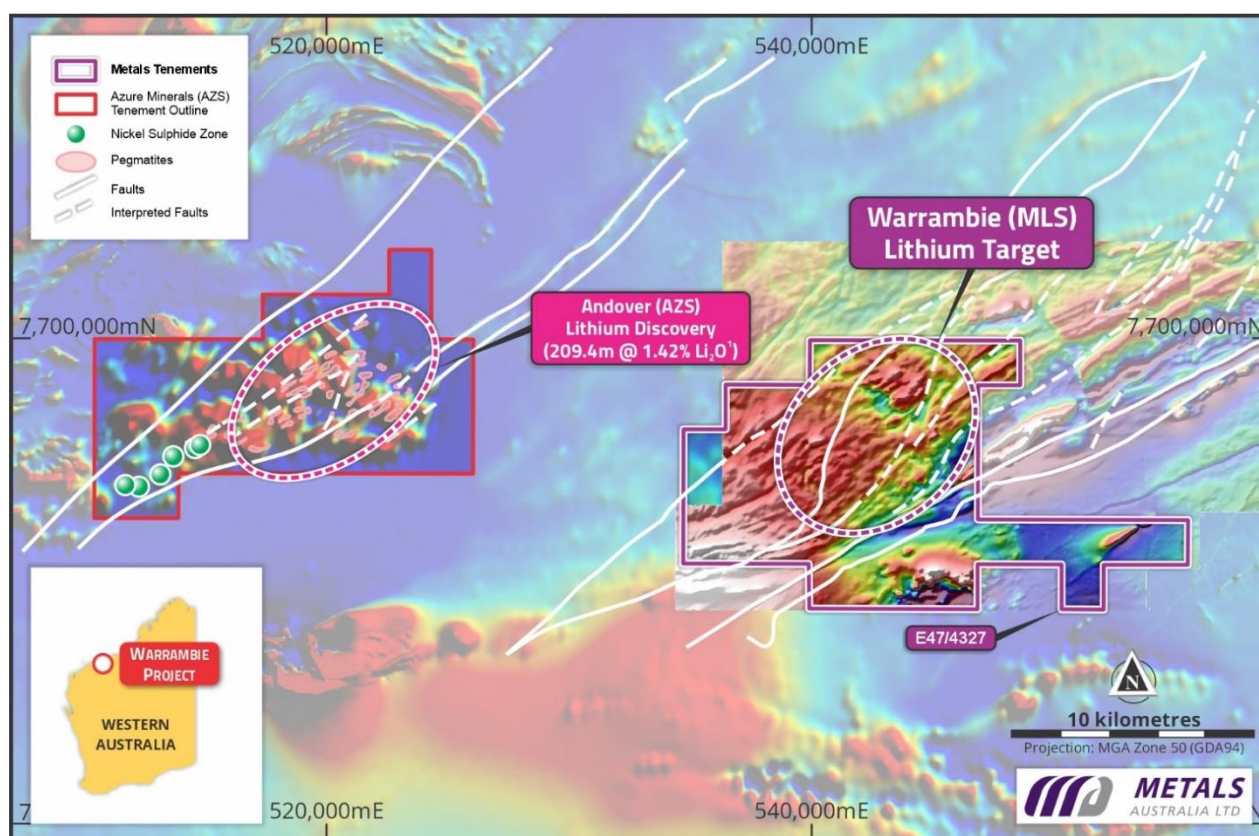 520,000mE
540,000mE
Metals Tenements
Azure Minerals (AZS)
Tenement Outline
Nickel Sulphide Zone
Pegmatites
Faults
Interpreted Faults
Warrambie (MLS)
Lithium Target
Andover (AZS)
Lithium Discovery
(209.4m @ 1.42% Li₂O¹)
7,700,000mN
7,700,000mN
E47/4327
WARRAMBIE
PROJECT
WESTERN
AUSTRALIA
N
10 kilometres
Projection: MGA Zone 50 (GDA94)
METALS
AUSTRALIA LTD
7
520,000mE
540,000mE